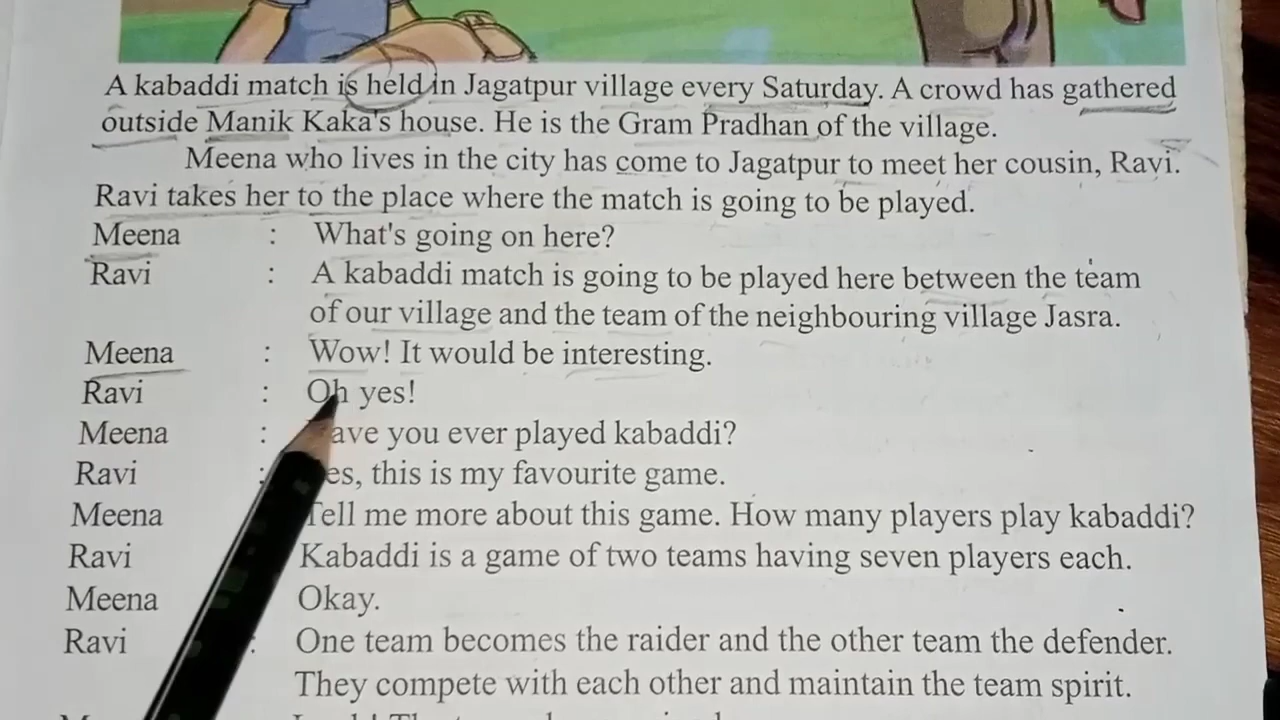 A kabaddi match is held in Jagatpur village every Saturday. A crowd has gathered
outside Manik Kaka's house. He is the Gram Pradhan of the village.
Meena who lives in the city has come to Jagatpur to meet her cousin, Ravi.
Ravi takes her to the place where the match is going to be played.
Meena : What's going on here?
Ravi : A kabaddi match is going to be played here between the team
of our village and the team of the neighbouring village Jasra.
Meena : Wow! It would be interesting.
Ravi : Oh yes!
Meena : Have you ever played kabaddi?
Ravi : Yes, this is my favourite game.
Meena Tell me more about this game. How many players play kabaddi?
Ravi Kabaddi is a game of two teams having seven players each.
Meena Okay.
Ravi : One team becomes the raider and the other team the defender.
They compete with each other and maintain the team spirit.